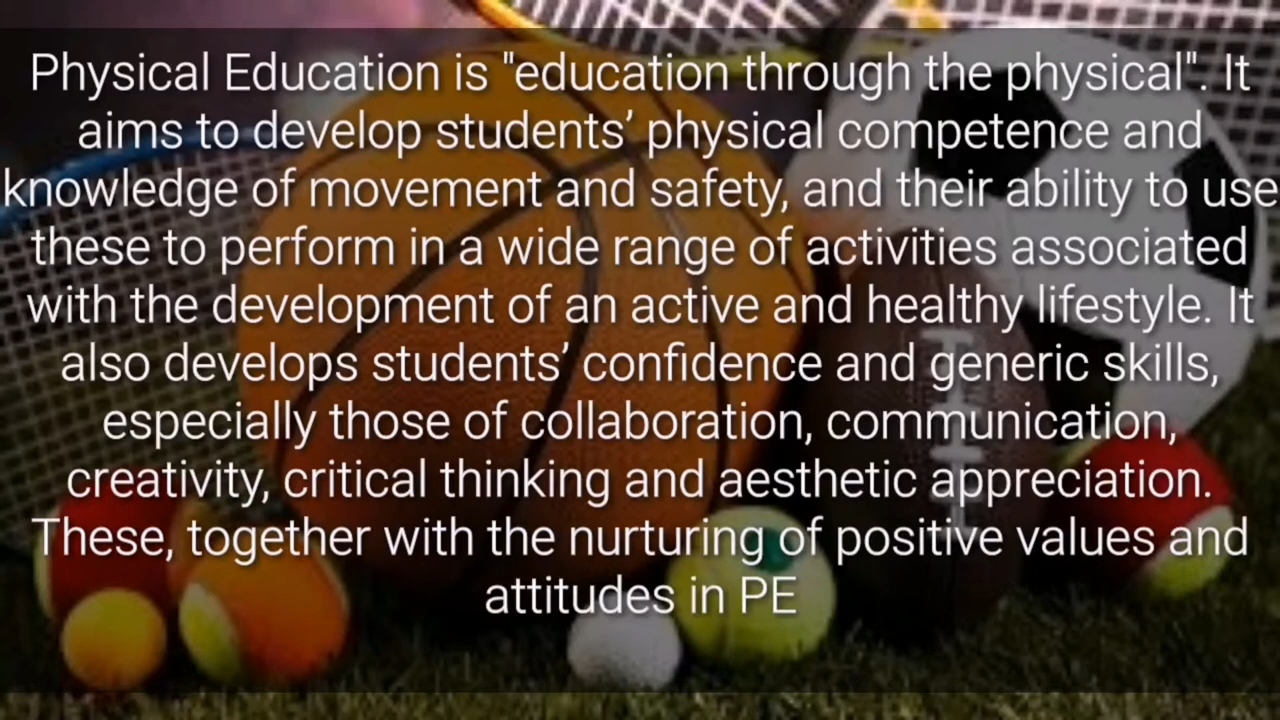 Physical Education is "education through the physical". It
aims to develop students’ physical competence and
knowledge of movement and safety, and their ability to use
these to perform in a wide range of activities associated
with the development of an active and healthy lifestyle. It
also develops students’ confidence and generic skills,
especially those of collaboration, communication,
creativity, critical thinking and aesthetic appreciation.
These, together with the nurturing of positive values and
attitudes in PE